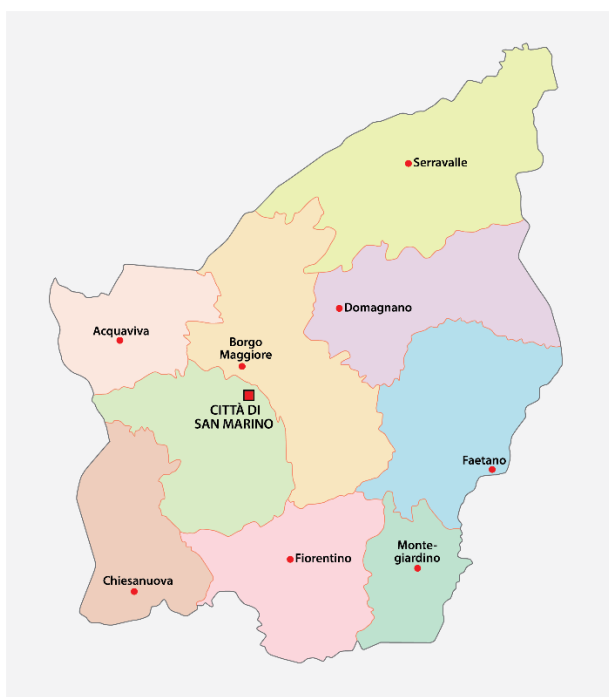 Serravalle
Domagnano
Acquaviva
Borgo
Maggiore
CITTÀ DI
SAN MARINO
Faetano
Monte-
giardino
Fiorentino
Chiesanuova